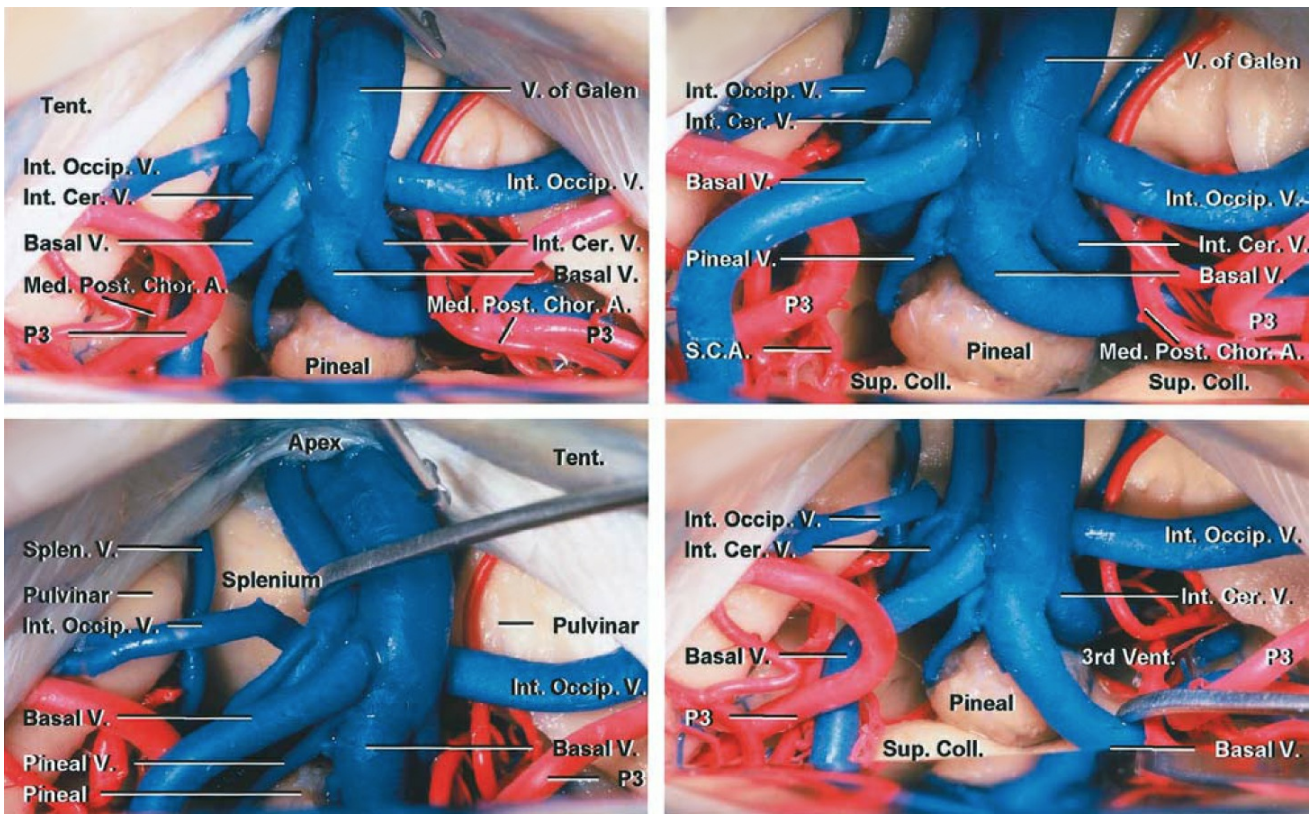 Tent.
V. of Galen
Int. Occip. V.
Int. Cer. V.
Int. Occip. V.
Basal V.
Int. Cer. V.
Med. Post. Chor. A.
Basal V.
P3
Med. Post. Chor. A.
P3
Pineal
V. of Galen
Int. Occip. V.
Int. Cer. V.
Basal V.
Int. Occip. V.
Pineal V.
Int. Cer. V.
Basal V.
P3
P3
S.C.A.
Pineal
Med. Post. Chor. A.
Sup. Coll.
Sup. Coll.
Apex
Tent.
Splen. V.
Splenium
Pulvinar
Int. Occip. V.
Pulvinar
Int. Occip. V.
Basal V.
Basal V.
Pineal V.
P3
Pineal
Int. Occip. V.
Int. Cer. V.
Int. Occip. V.
Int. Cer. V.
Basal V.
3rd Vent.
P3
Pineal
P3
Sup. Coll.
Basal V.